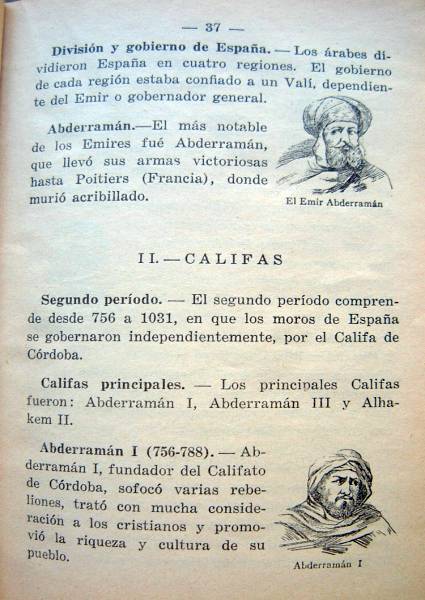 — 37 —
División y gobierno de España. — Los árabes di-
vidieron España en cuatro regiones. El gobierno
de cada región estaba confiado a un Valí, dependien-
te del Emir o gobernador general.
Abderramán.—El más notable
de los Emires fué Abderramán,
que llevó sus armas victoriosas
hasta Poitiers (Francia), donde
murió acribillado.
El Emir Abderramán
II. — CALIFAS
Segundo período. — El segundo período compren-
de desde 756 a 1031, en que los moros de España
se gobernaron independientemente, por el Califa de
Córdoba.
Califas principales. — Los principales Califas
fueron: Abderramán I, Abderramán III y Alha-
kem II.
Abderramán I (756-788). — Ab-
derramán I, fundador del Califato
de Córdoba, sofocó varias rebe-
liones, trató con mucha conside-
ración a los cristianos y promo-
vió la riqueza y cultura de su
pueblo.
Abderramán I